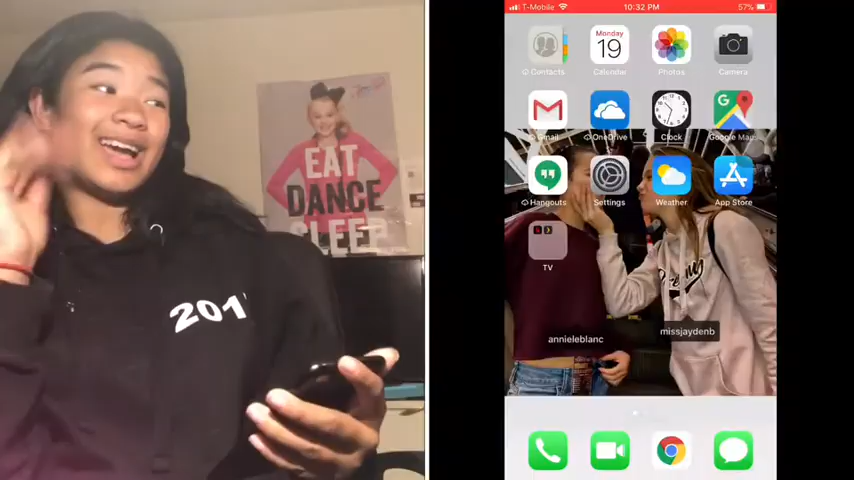 T-Mobile
10:32 PM
57%
Monday
19
Contacts
Calendar
Photos
Camera
Gmail
OneDrive
Clock
Google Maps
Hangouts
Settings
Weather
App Store
TV
annieleblanc
missjaydenb
EAT
DANCE
SLEEP
201